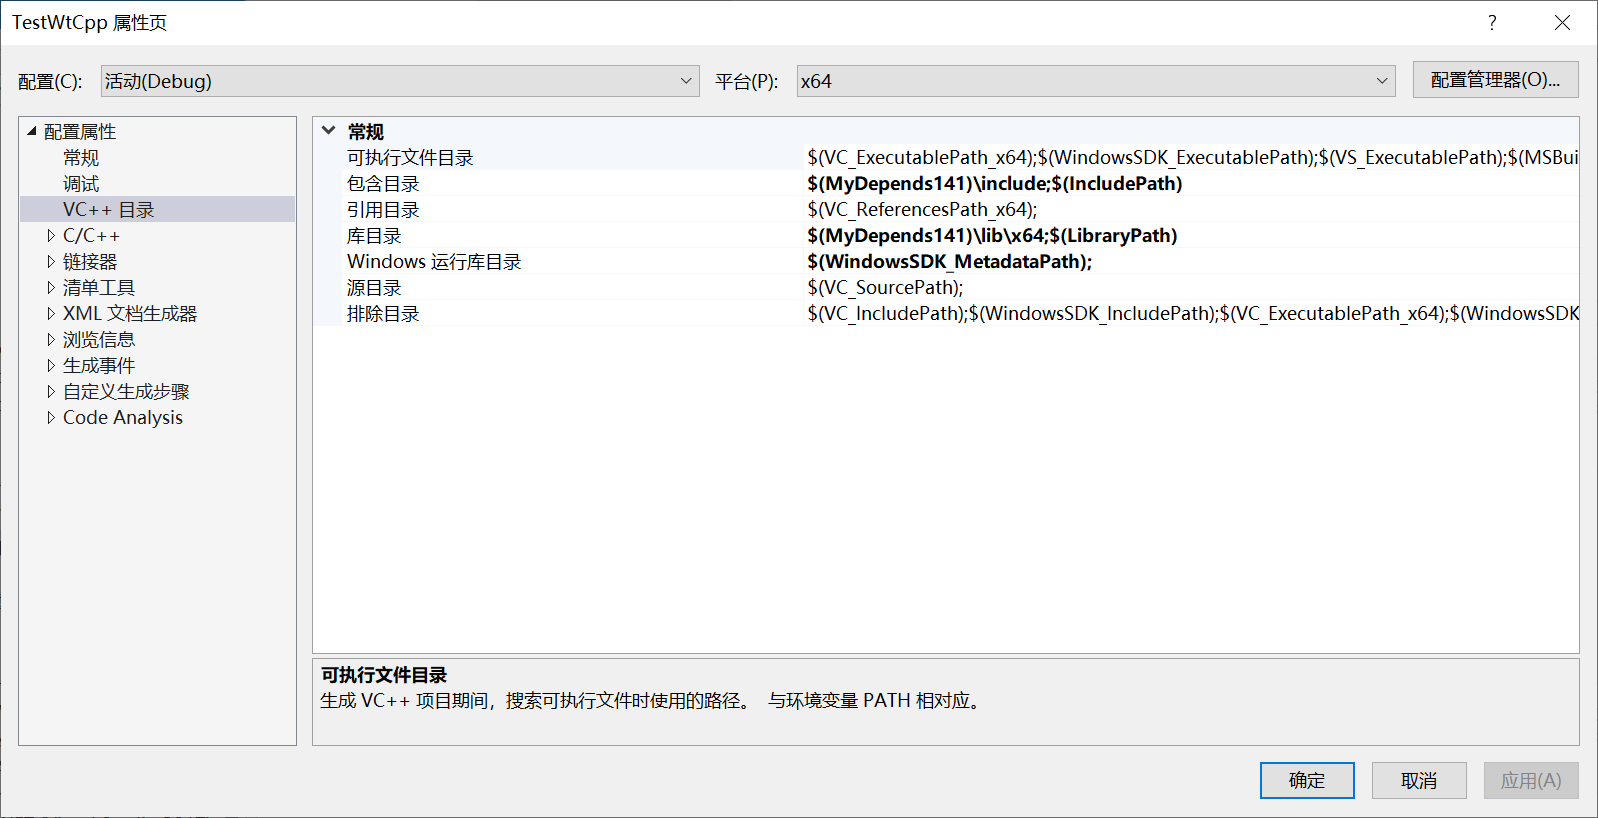 TestWtCpp 属性页
?
配置(C):
活动(Debug)
平台(P):
x64
配置管理器(O)...
配置属性
常规
调试
VC++ 目录
C/C++
链接器
清单工具
XML 文档生成器
浏览信息
生成事件
自定义生成步骤
Code Analysis
常规
可执行文件目录 $(VC_ExecutablePath_x64);$(WindowsSDK_ExecutablePath);$(VS_ExecutablePath);$(MSBui
包含目录 $(MyDepends141)\include;$(IncludePath)
引用目录 $(VC_ReferencesPath_x64);
库目录 $(MyDepends141)\lib\x64;$(LibraryPath)
Windows 运行库目录 $(WindowsSDK_MetadataPath);
源目录 $(VC_SourcePath);
排除目录 $(VC_IncludePath);$(WindowsSDK_IncludePath);$(VC_ExecutablePath_x64);$(WindowsSDK
可执行文件目录
生成 VC++ 项目期间，搜索可执行文件时使用的路径。 与环境变量 PATH 相对应。
确定
取消
应用(A)